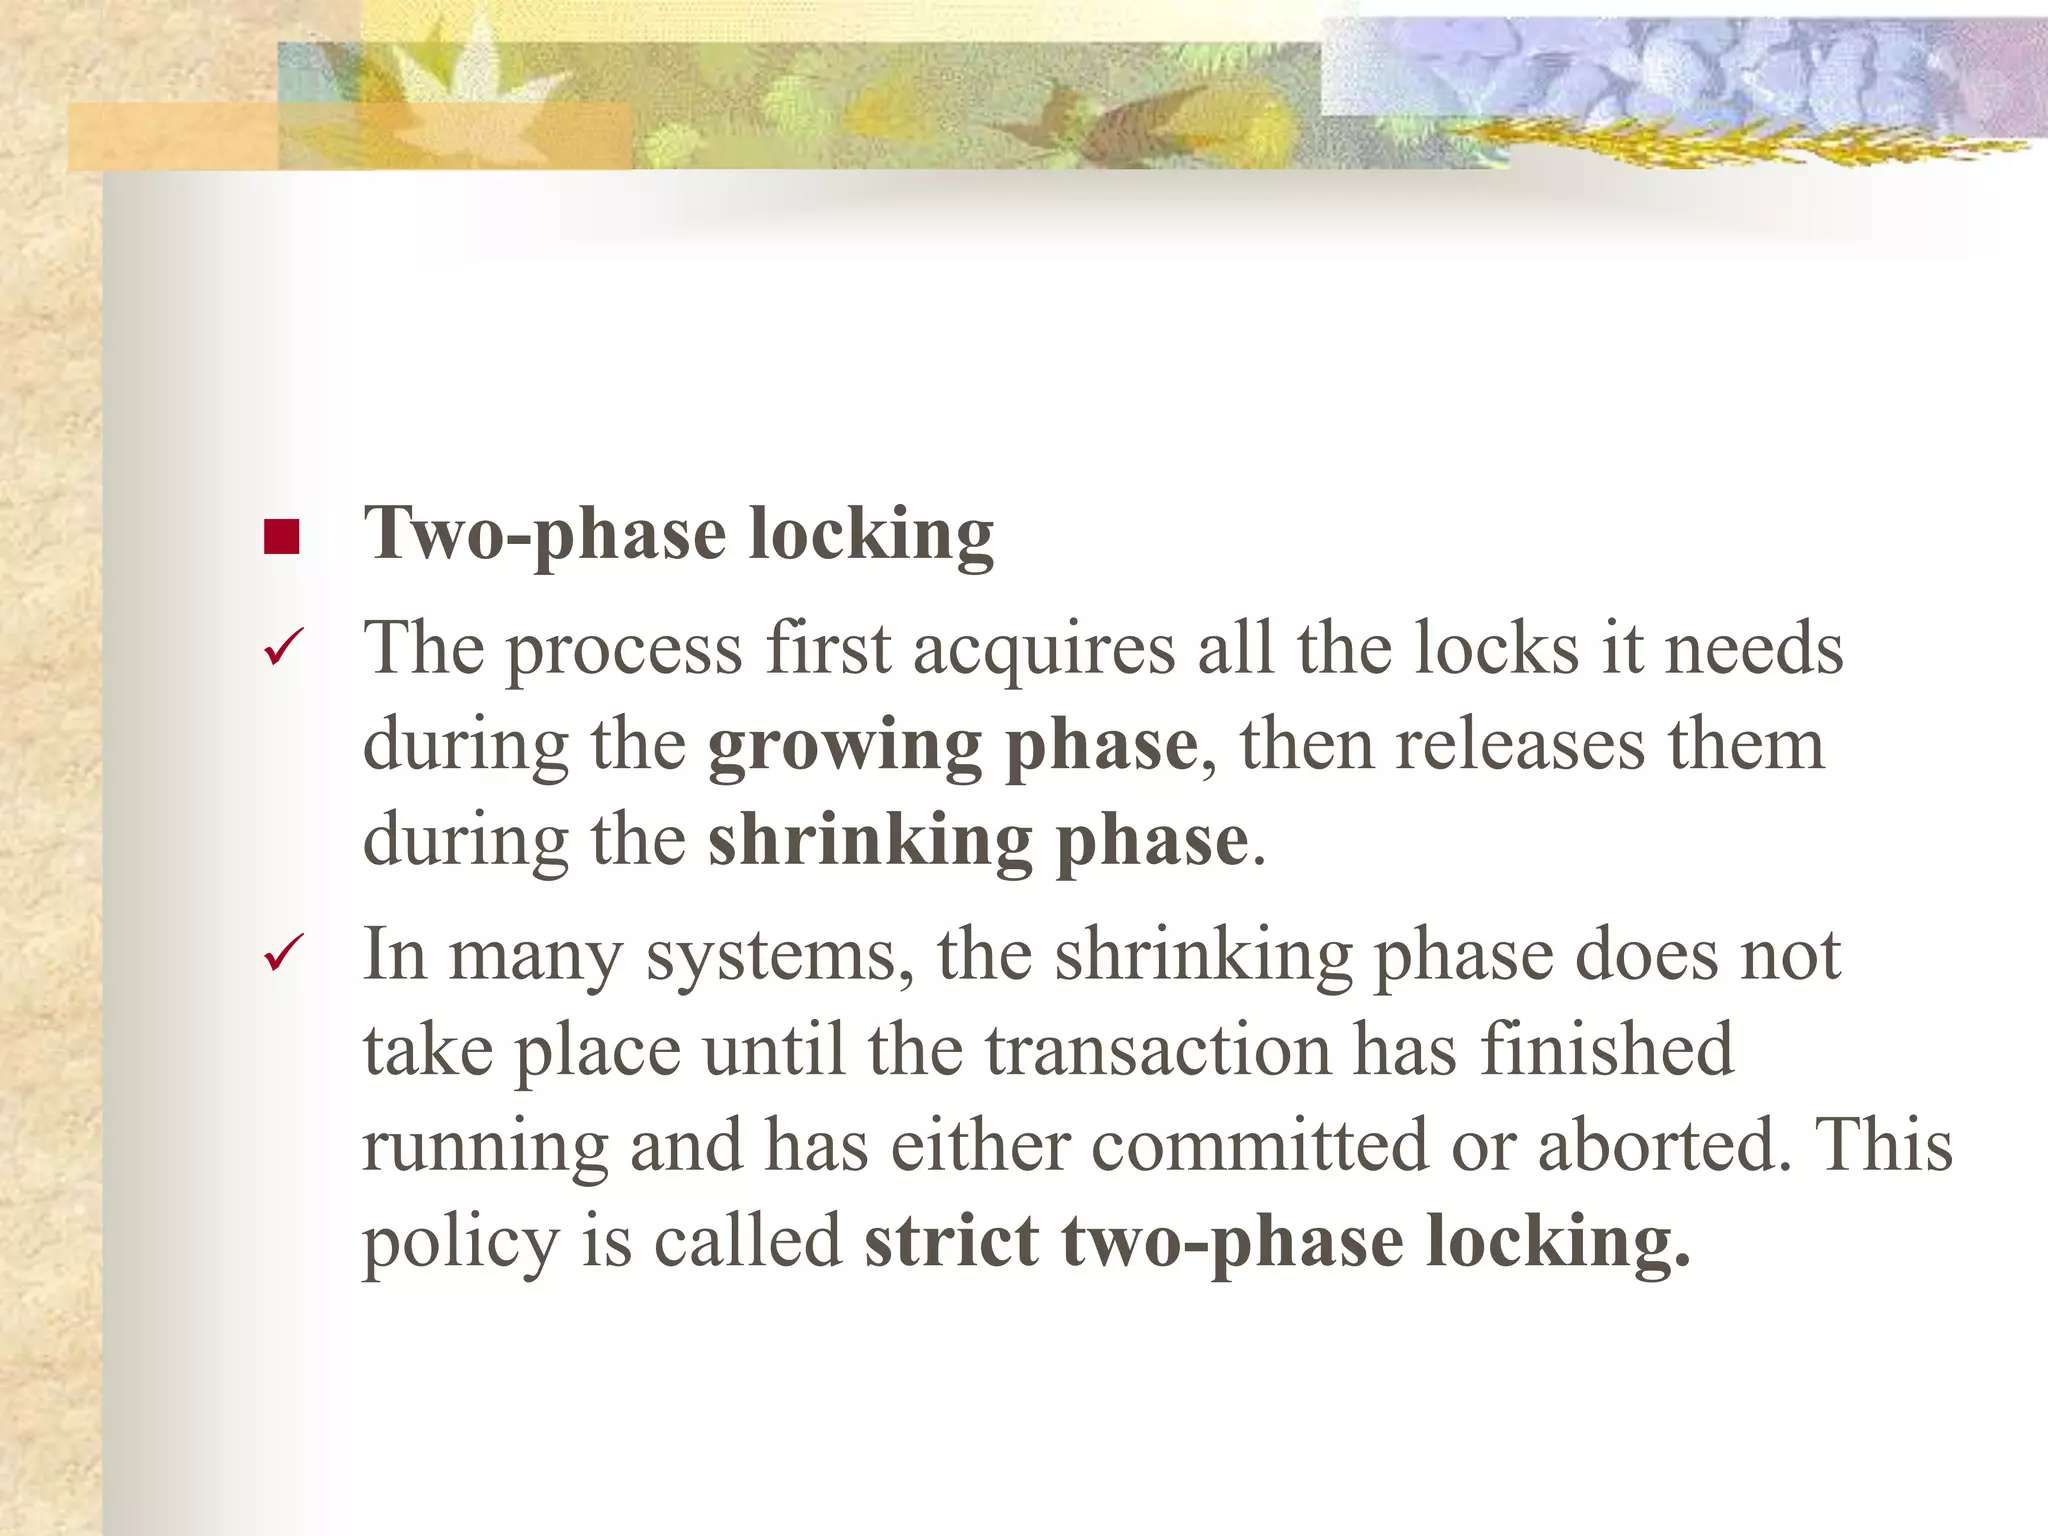 Two-phase locking
The process first acquires all the locks it needs
during the growing phase, then releases them
during the shrinking phase.
In many systems, the shrinking phase does not
take place until the transaction has finished
running and has either committed or aborted. This
policy is called strict two-phase locking.